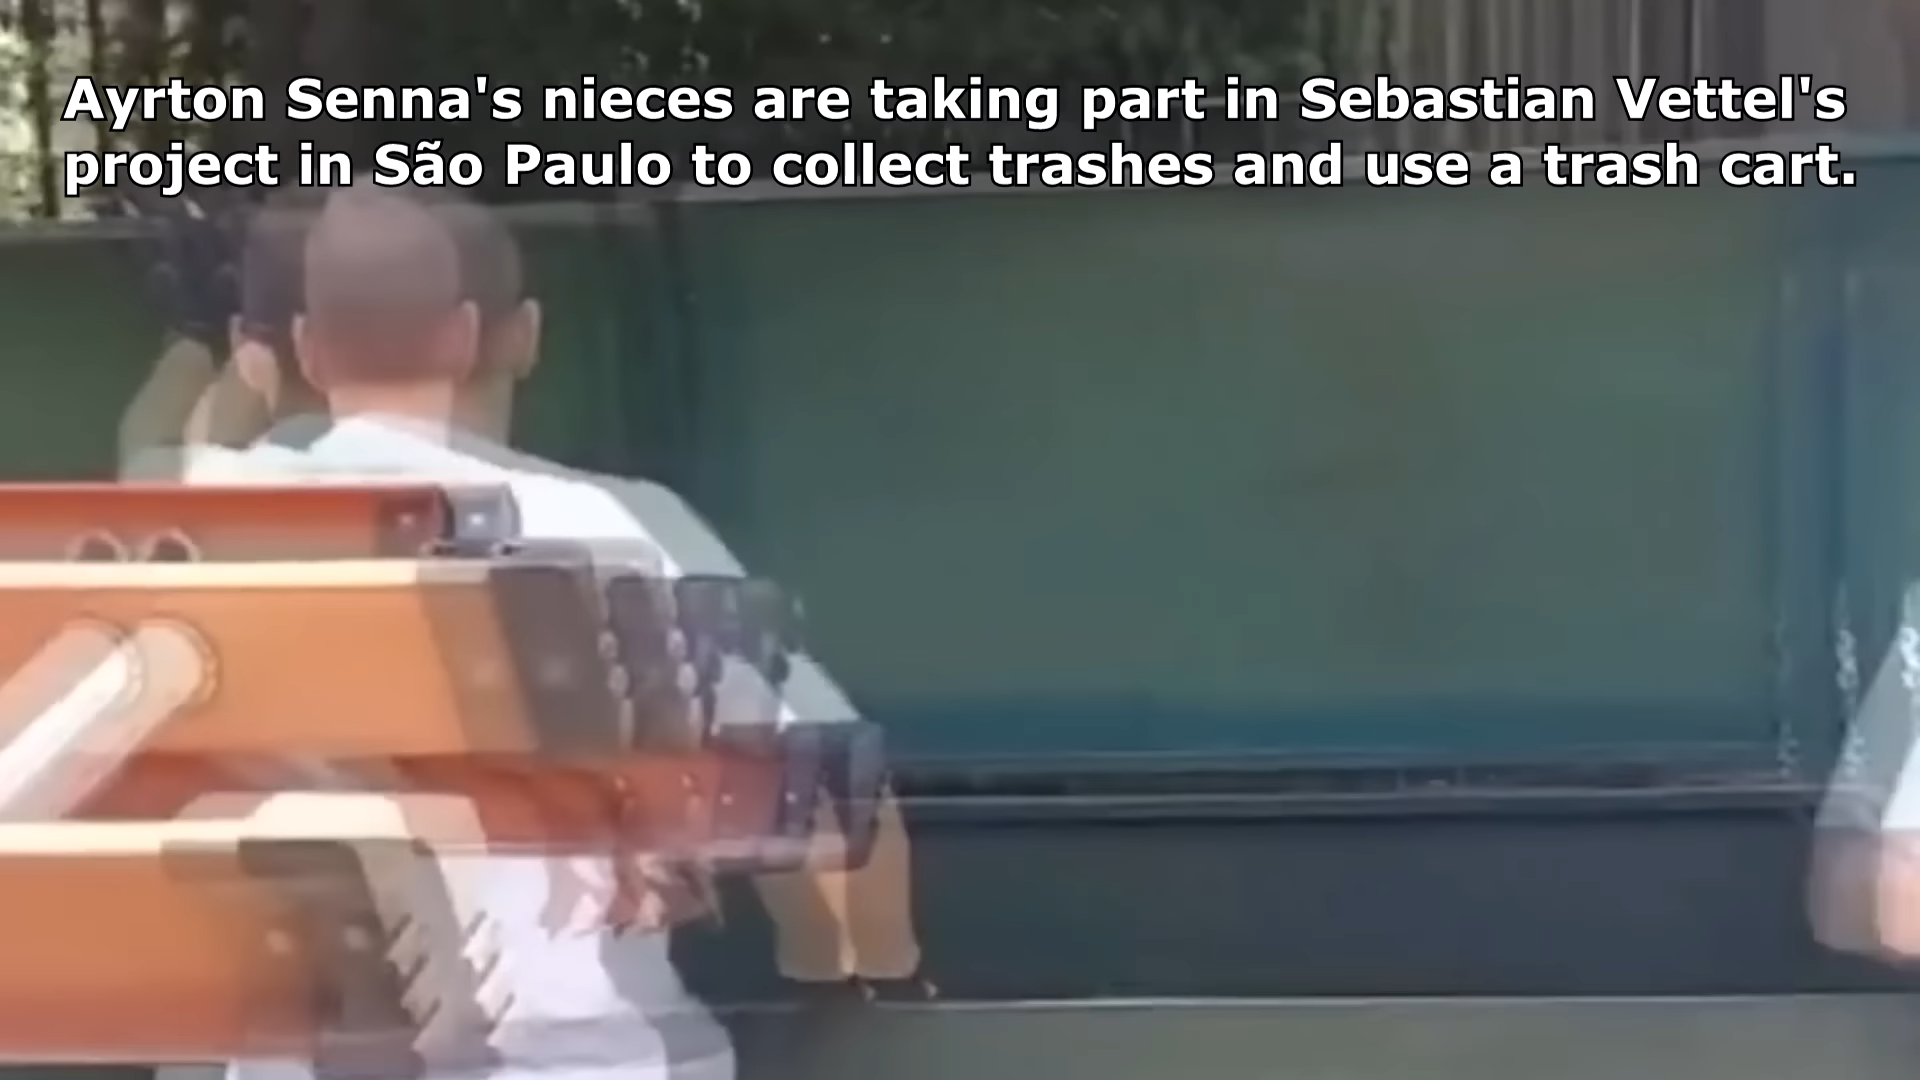 Ayrton Senna's nieces are taking part in Sebastian Vettel's
project in São Paulo to collect trashes and use a trash cart.